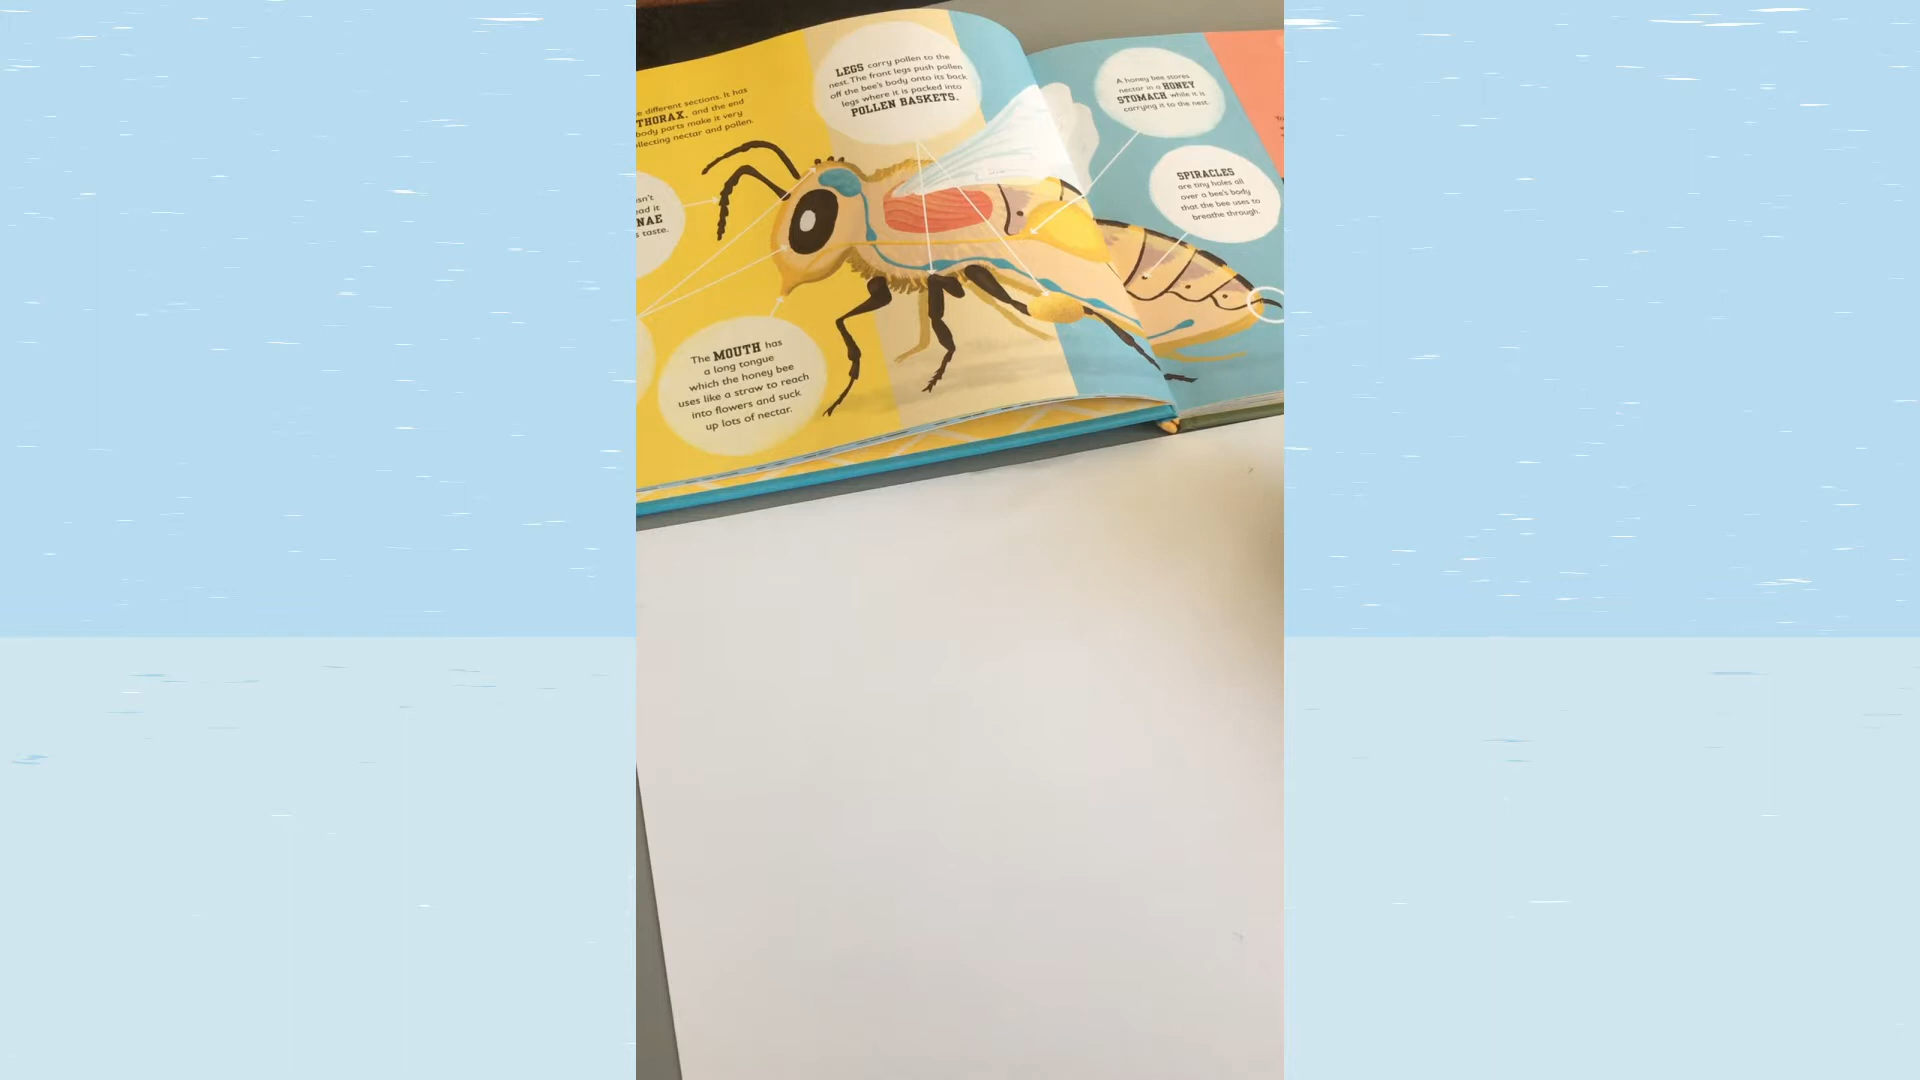 e different sections. It has
THORAX, and the end
body parts make it very
llecting nectar and pollen.
LEGS carry pollen to the
nest. The front legs push pollen
off the bee's body onto its back
legs where it is packed into
POLLEN BASKETS.
A honey bee stores
nectar in a HONEY
STOMACH while it is
carrying it to the nest.
SPIRACLES
are tiny holes all
over a bee's body
that the bee uses to
breathe through.
asn't
ead it
NAE
s taste.
The MOUTH has
a long tongue
which the honey bee
uses like a straw to reach
into flowers and suck
up lots of nectar.